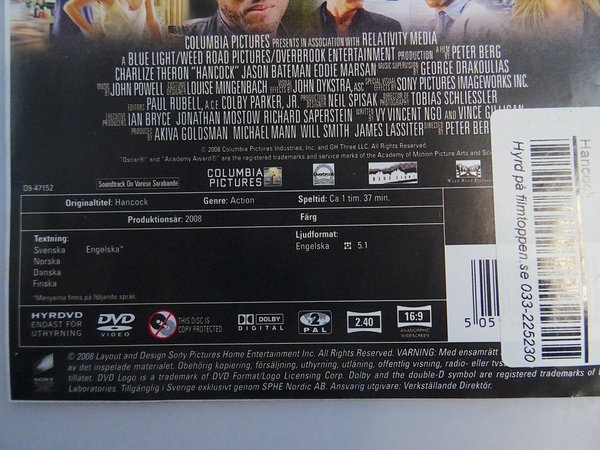 COLUMBIA PICTURES PRESENTS IN ASSOCIATION WITH RELATIVITY MEDIA
A BLUE LIGHT/WEED ROAD PICTURES/OVERBROOK ENTERTAINMENT PRODUCTION A FILM BY PETER BERG
CHARLIZE THERON "HANCOCK" JASON BATEMAN EDDIE MARSAN MUSIC SUPERVISION BY GEORGE DRAKOULIAS
MUSIC BY JOHN POWELL LOUISE MINGENBACH VISUAL EFFECTS BY JOHN DYKSTRA, ASC SPECIAL VISUAL EFFECTS BY SONY PICTURES IMAGEWORKS INC.
EDITORS PAUL RUBELL, A.C.E. COLBY PARKER, JR. NEIL SPISAK DIRECTOR OF PHOTOGRAPHY TOBIAS SCHLIESSLER
EXECUTIVE PRODUCERS IAN BRYCE JONATHAN MOSTOW RICHARD SAPERSTEIN WRITTEN BY VY VINCENT NGO AND VINCE GILLIGAN
PRODUCED BY AKIVA GOLDSMAN MICHAEL MANN WILL SMITH JAMES LASSITER DIRECTED BY PETER BERG
© 2008 Columbia Pictures Industries, Inc. and GH Three LLC. All Rights Reserved.
"Oscar®" and "Academy Award®" are the registered trademarks and service marks of the Academy of Motion Picture Arts and
D9-47152
Soundtrack On Varèse Sarabande
COLUMBIA PICTURES
Overbrook
BLUE LIGHT
Weed Road Pictures
Originaltitel: Hancock Genre: Action Speltid: Ca 1 tim. 37 min.
Produktionsår: 2008 Färg
Textning: Ljudformat:
Svenska Engelska* Engelska 5.1
Norska
Danska
Finska
*Menyerna finns på följande språk.
HYRDVD
ENDAST FÖR
UTHYRNING
DVD
VIDEO
THIS DISC IS
COPY PROTECTED
DOLBY
DIGITAL
2
PAL
2.40
16:9
ANAMORPHIC
WIDESCREEN
5 05
Hancock
Hyrd på filmtoppen.se 033-225230
SONY
© 2008 Layout and Design Sony Pictures Home Entertainment Inc. All Rights Reserved. WARNING: Med ensamrätt
av det inspelade materialet. Obehörig kopiering, försäljning, uthyrning, utlåning, offentlig visning, radio- eller
tillåtet. DVD Logo is a trademark of DVD Format/Logo Licensing Corp. Dolby and the double-D symbol are registered trademarks of
Laboratories. Tillgänglig i Sverige exklusivt genom SPHE Nordic AB. Ansvarig utgivare: Verkställande Direktör.